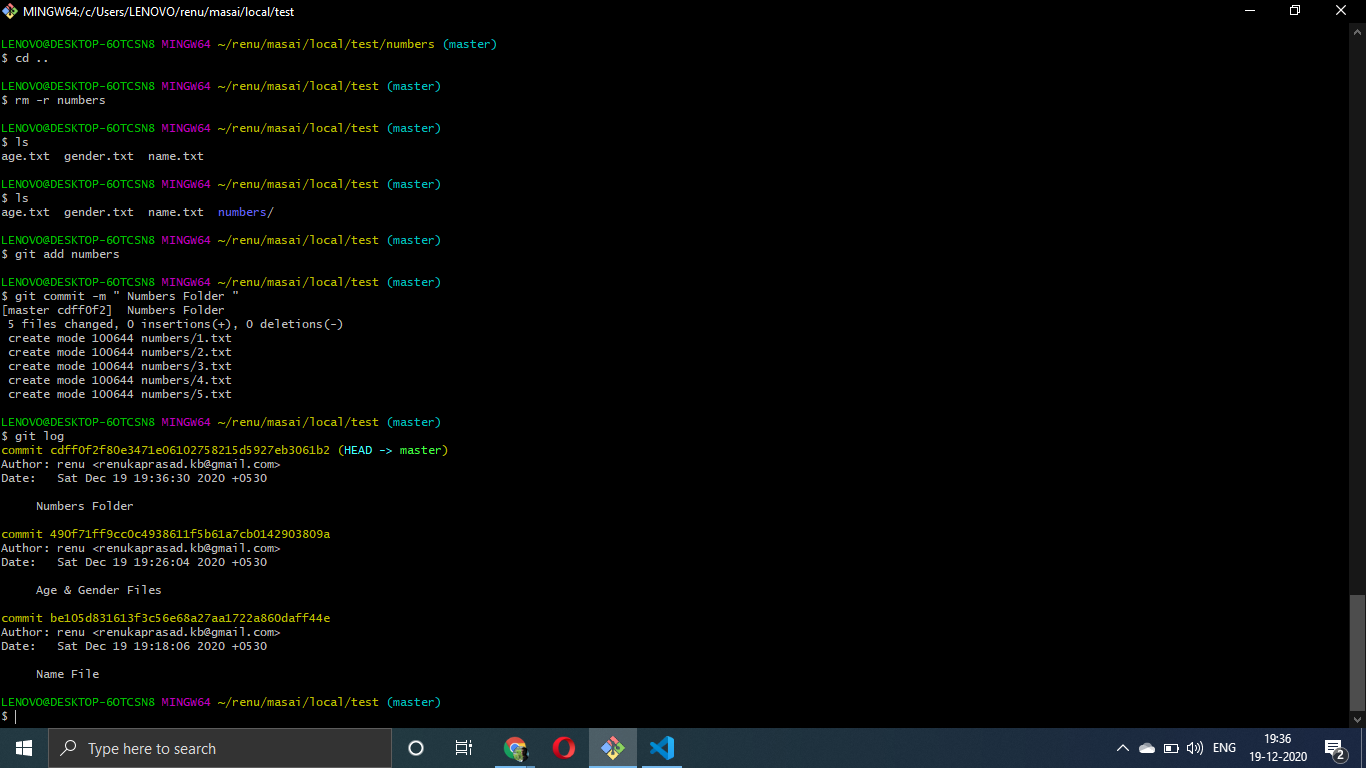 MINGW64:/c/Users/LENOVO/renu/masai/local/test
LENOVO@DESKTOP-6OTCSN8 MINGW64 ~/renu/masai/local/test/numbers (master)
$ cd ..
LENOVO@DESKTOP-6OTCSN8 MINGW64 ~/renu/masai/local/test (master)
$ rm -r numbers
LENOVO@DESKTOP-6OTCSN8 MINGW64 ~/renu/masai/local/test (master)
$ ls
age.txt  gender.txt  name.txt
LENOVO@DESKTOP-6OTCSN8 MINGW64 ~/renu/masai/local/test (master)
$ ls
age.txt  gender.txt  name.txt  numbers/
LENOVO@DESKTOP-6OTCSN8 MINGW64 ~/renu/masai/local/test (master)
$ git add numbers
LENOVO@DESKTOP-6OTCSN8 MINGW64 ~/renu/masai/local/test (master)
$ git commit -m " Numbers Folder "
[master cdff0f2]  Numbers Folder
 5 files changed, 0 insertions(+), 0 deletions(-)
 create mode 100644 numbers/1.txt
 create mode 100644 numbers/2.txt
 create mode 100644 numbers/3.txt
 create mode 100644 numbers/4.txt
 create mode 100644 numbers/5.txt
LENOVO@DESKTOP-6OTCSN8 MINGW64 ~/renu/masai/local/test (master)
$ git log
commit cdff0f2f80e3471e06102758215d5927eb3061b2 (HEAD -> master)
Author: renu <renukaprasad.kb@gmail.com>
Date:   Sat Dec 19 19:36:30 2020 +0530
     Numbers Folder
commit 490f71ff9cc0c4938611f5b61a7cb0142903809a
Author: renu <renukaprasad.kb@gmail.com>
Date:   Sat Dec 19 19:26:04 2020 +0530
     Age & Gender Files
commit be105d831613f3c56e68a27aa1722a860daff44e
Author: renu <renukaprasad.kb@gmail.com>
Date:   Sat Dec 19 19:18:06 2020 +0530
     Name File
LENOVO@DESKTOP-6OTCSN8 MINGW64 ~/renu/masai/local/test (master)
$
Type here to search
ENG
19:36
19-12-2020
2